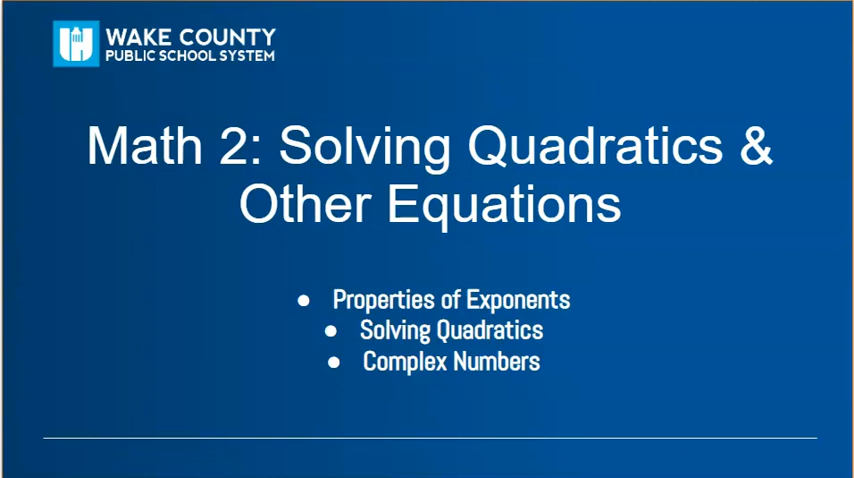 WAKE COUNTY
PUBLIC SCHOOL SYSTEM
Math 2: Solving Quadratics &
Other Equations
● Properties of Exponents
● Solving Quadratics
● Complex Numbers